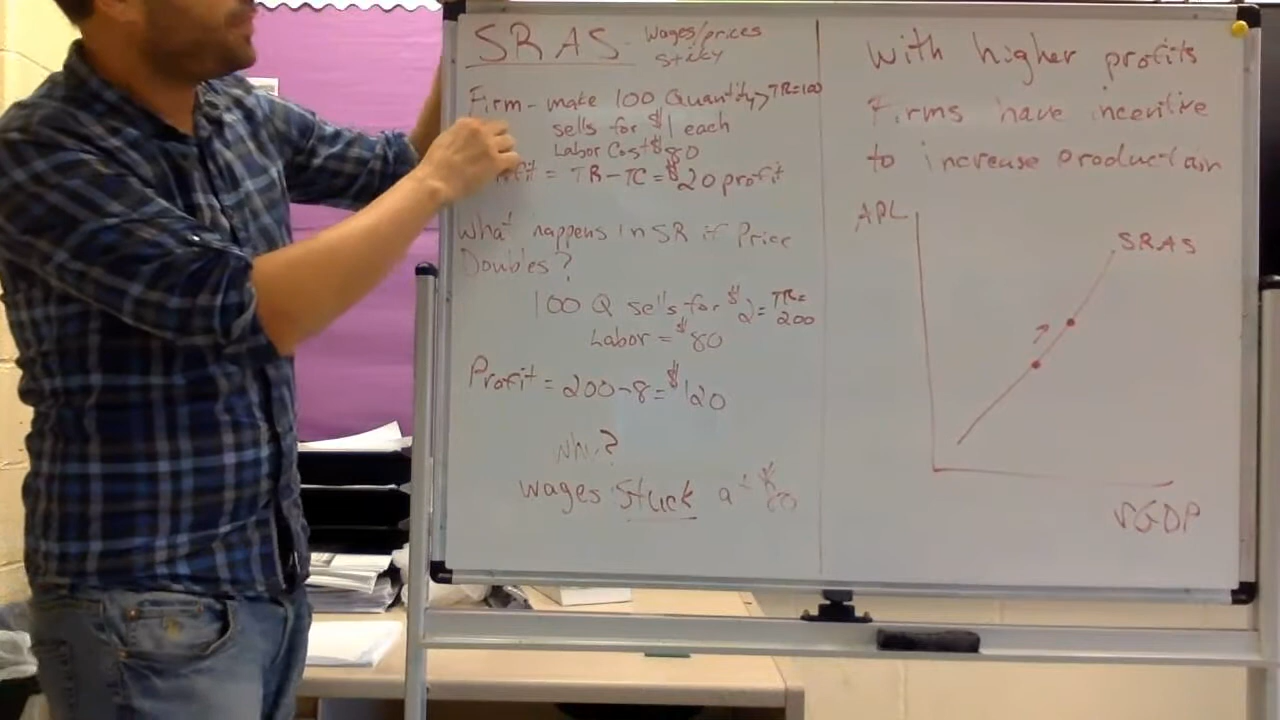 SRAS - Wages/prices
sticky
Firm - make 100 Quantity > TR=100
sells for $1 each
Labor Cost $80
= TR - TC = $20 profit
What happens in SR if Price
Doubles?
100 Q sells for $2 = TR=
200
Labor = $80
Profit = 200-8 = $120
Why?
Wages Stuck at
With higher profits
Firms have incentive
to increase production
APL
SRAS
rGDP